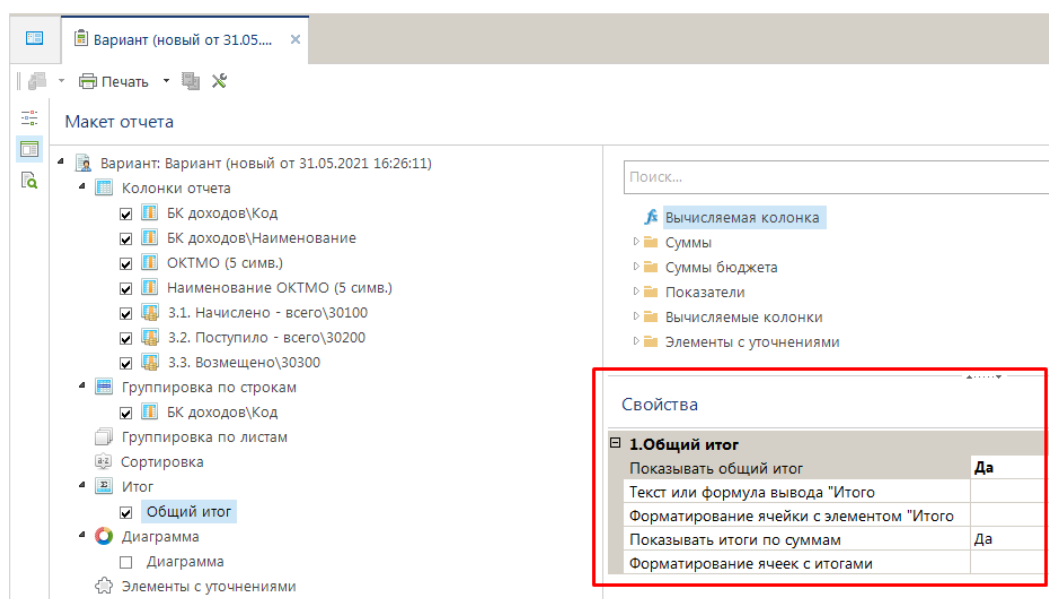 Вариант (новый от 31.05....
Печать
Макет отчета
Вариант: Вариант (новый от 31.05.2021 16:26:11)
Колонки отчета
БК доходов\Код
БК доходов\Наименование
ОКТМО (5 симв.)
Наименование ОКТМО (5 симв.)
3.1. Начислено - всего\30100
3.2. Поступило - всего\30200
3.3. Возмещено\30300
Группировка по строкам
БК доходов\Код
Группировка по листам
Сортировка
Итог
Общий итог
Диаграмма
Диаграмма
Элементы с уточнениями
Поиск...
Вычисляемая колонка
Суммы
Суммы бюджета
Показатели
Вычисляемые колонки
Элементы с уточнениями
Свойства
1.Общий итог
Показывать общий итог Да
Текст или формула вывода "Итого
Форматирование ячейки с элементом "Итого
Показывать итоги по суммам Да
Форматирование ячеек с итогами